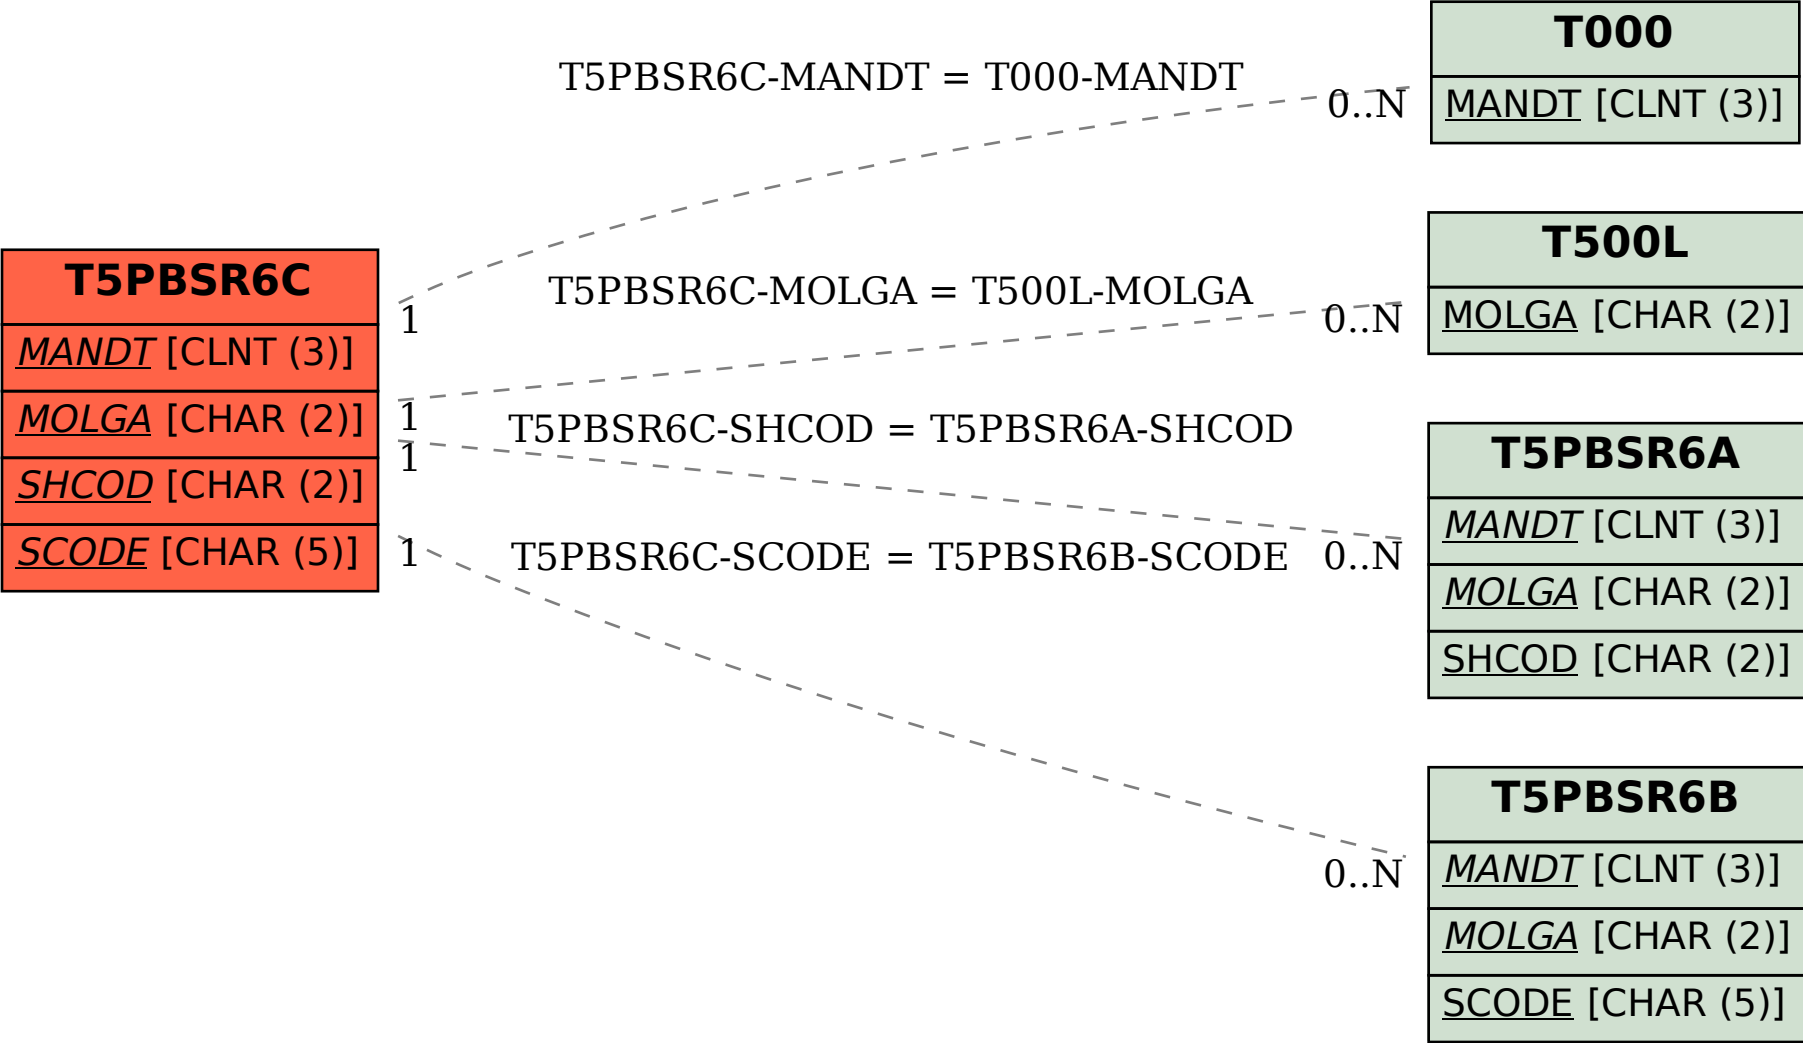 T5PBSR6C
MANDT [CLNT (3)]
MOLGA [CHAR (2)]
SHCOD [CHAR (2)]
SCODE [CHAR (5)]
T5PBSR6C-MANDT = T000-MANDT
0..N
1
T5PBSR6C-MOLGA = T500L-MOLGA
0..N
1
T5PBSR6C-SHCOD = T5PBSR6A-SHCOD
1
0..N
T5PBSR6C-SCODE = T5PBSR6B-SCODE
1
0..N
T000
MANDT [CLNT (3)]
T500L
MOLGA [CHAR (2)]
T5PBSR6A
MANDT [CLNT (3)]
MOLGA [CHAR (2)]
SHCOD [CHAR (2)]
T5PBSR6B
MANDT [CLNT (3)]
MOLGA [CHAR (2)]
SCODE [CHAR (5)]